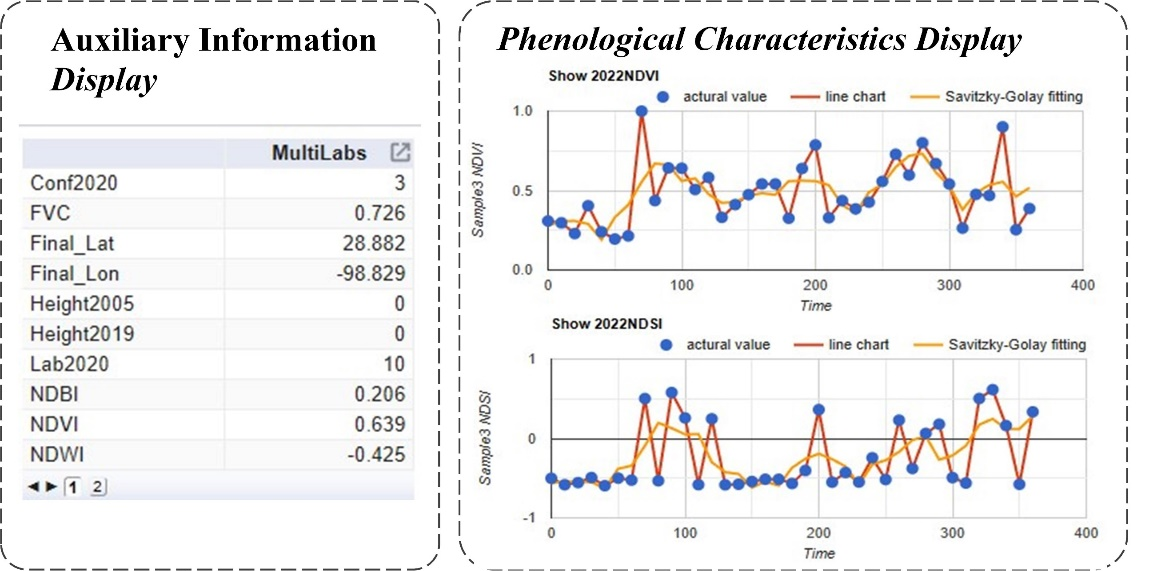 Auxiliary Information
Display
MultiLabs
Conf2020 3
FVC 0.726
Final_Lat 28.882
Final_Lon -98.829
Height2005 0
Height2019 0
Lab2020 10
NDBI 0.206
NDVI 0.639
NDWI -0.425
1 2
Phenological Characteristics Display
Show 2022NDVI
actural value line chart Savitzky-Golay fitting
Sample3 NDVI
1.0
0.5
0.0
0 100 200 300 400
Time
Show 2022NDSI
actural value line chart Savitzky-Golay fitting
Sample3 NDSI
1
0
-1
0 100 200 300 400
Time